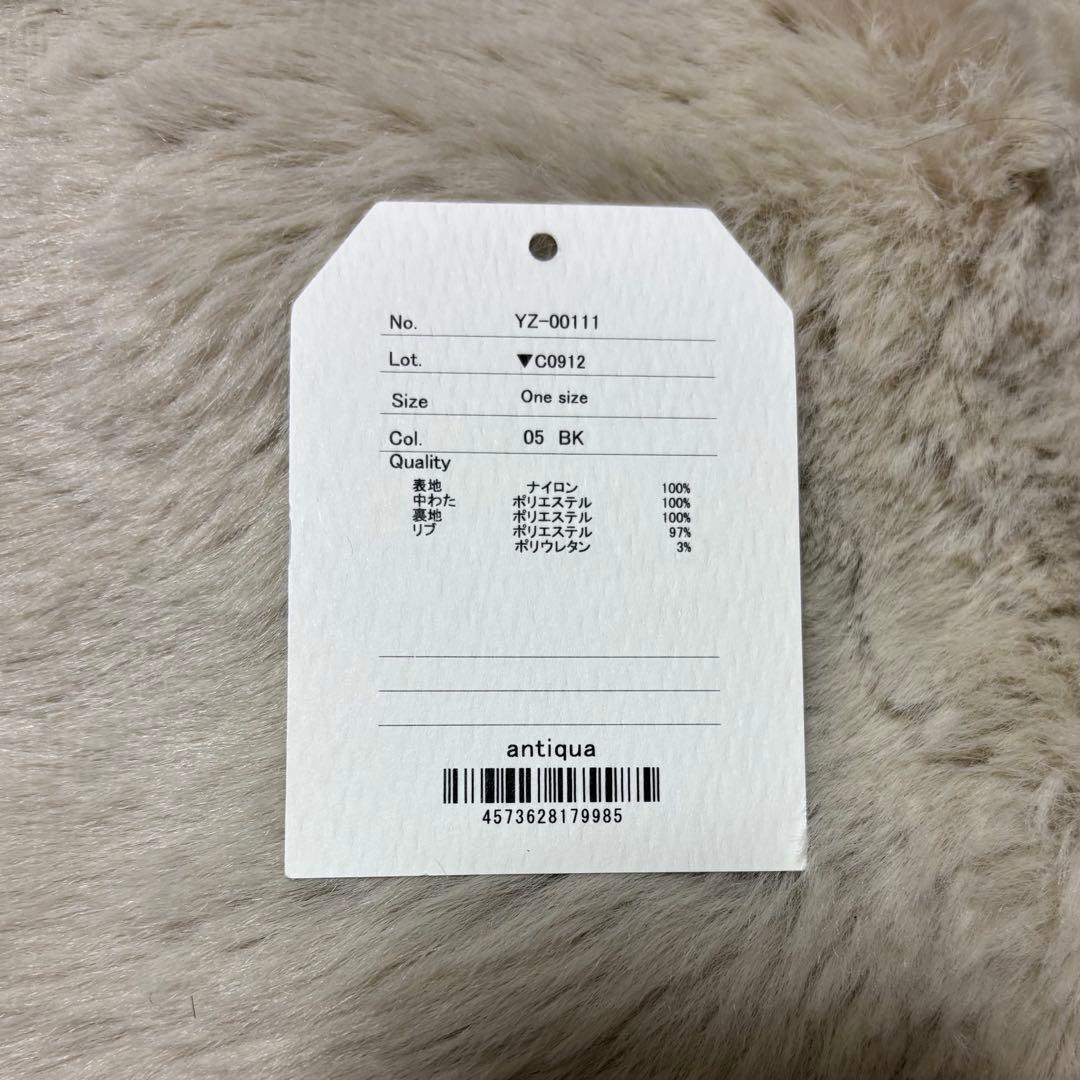 No. YZ-00111
Lot. ▼C0912
Size One size
Col. 05 BK
Quality
表地 ナイロン 100%
中わた ポリエステル 100%
裏地 ポリエステル 100%
リブ ポリエステル 97%
ポリウレタン 3%
antiqua
4573628179985